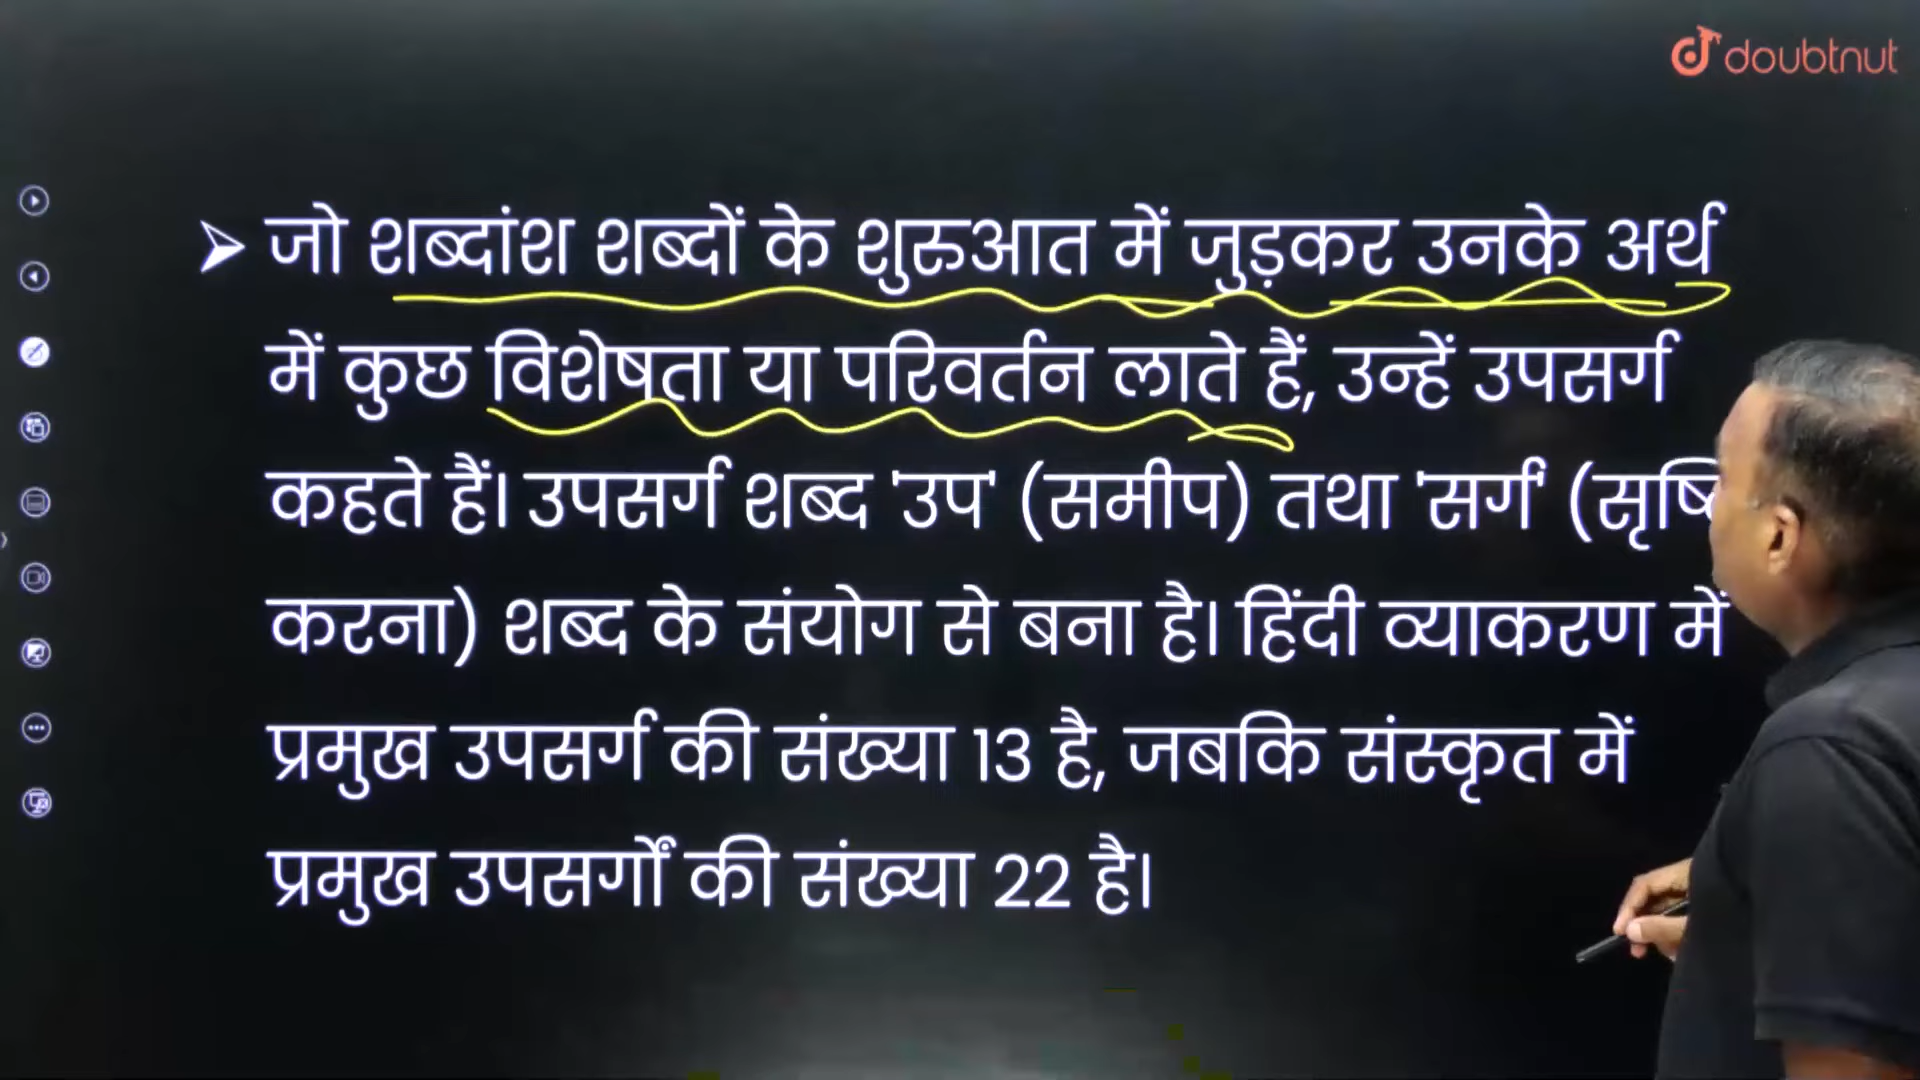 doubtnut
➢ जो शब्दांश शब्दों के शुरुआत में जुड़कर उनके अर्थ
में कुछ विशेषता या परिवर्तन लाते हैं, उन्हें उपसर्ग
कहते हैं। उपसर्ग शब्द 'उप' (समीप) तथा 'सर्ग' (सृष्टि
करना) शब्द के संयोग से बना है। हिंदी व्याकरण में
प्रमुख उपसर्ग की संख्या 13 है, जबकि संस्कृत में
प्रमुख उपसर्गों की संख्या 22 है।